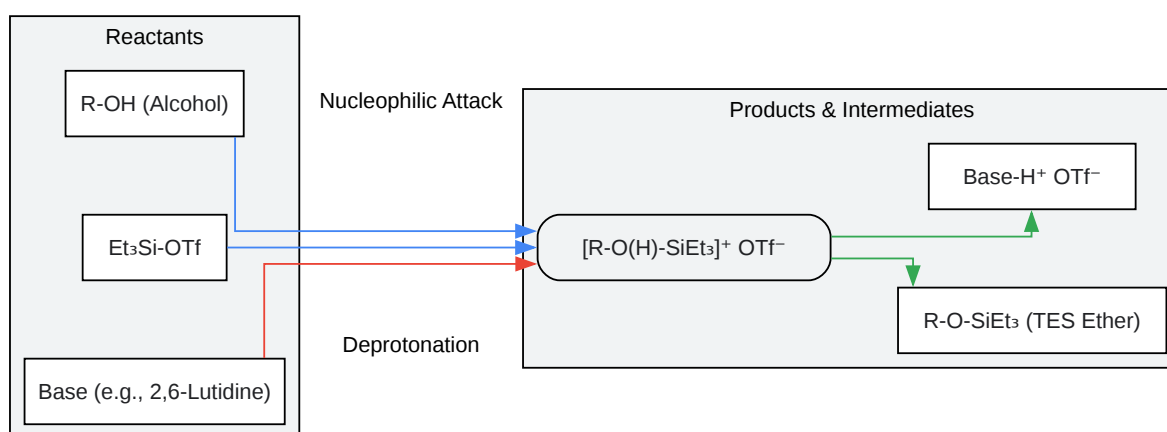 Reactants
R-OH (Alcohol)
Et₃Si-OTf
Base (e.g., 2,6-Lutidine)
Nucleophilic Attack
Deprotonation
Products & Intermediates
[R-O(H)-SiEt₃]⁺ OTf⁻
Base-H⁺ OTf⁻
R-O-SiEt₃ (TES Ether)